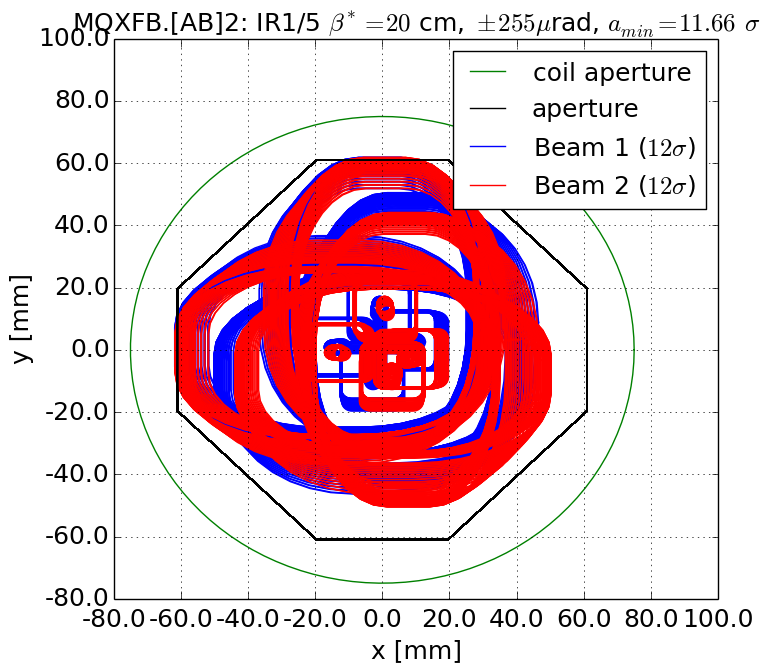 MQXFB.[AB]2: IR1/5 β* =20 cm, ±255μrad, a_min=11.66 σ
100.0
80.0
60.0
40.0
20.0
0.0
-20.0
-40.0
-60.0
-80.0
coil aperture
aperture
Beam 1 (12σ)
Beam 2 (12σ)
y [mm]
-80.0 -60.0 -40.0 -20.0 0.0 20.0 40.0 60.0 80.0 100.0
x [mm]